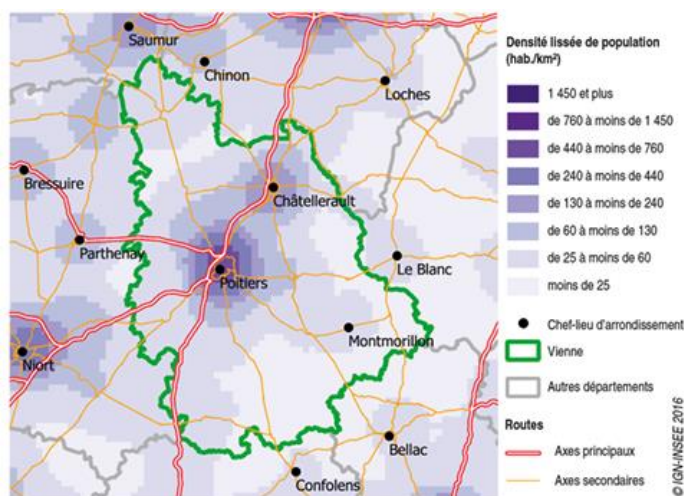 Saumur
Chinon
Loches
Bressuire
Châtellerault
Parthenay
Le Blanc
Poitiers
Montmorillon
Niort
Bellac
Confolens
Densité lissée de population
(hab./km²)
1 450 et plus
de 760 à moins de 1 450
de 440 à moins de 760
de 240 à moins de 440
de 130 à moins de 240
de 60 à moins de 130
de 25 à moins de 60
moins de 25
Chef-lieu d'arrondissement
Vienne
Autres départements
Routes
Axes principaux
Axes secondaires
© IGN-INSEE 2016